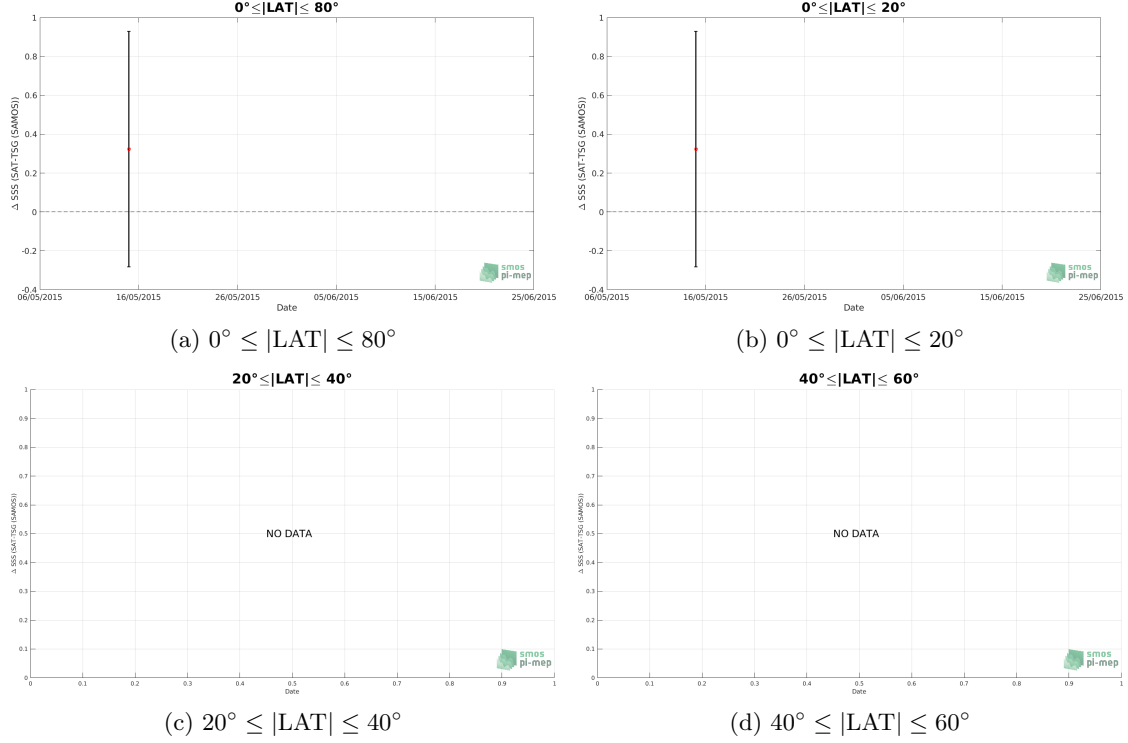 0°≤|LAT|≤ 80°
1
0.8
0.6
0.4
0.2
0
-0.2
-0.4
Δ SSS (SAT-TSG (SAMOS))
06/05/2015 16/05/2015 26/05/2015 05/06/2015 15/06/2015 25/06/2015
Date
smos
pi-mep
(a) 0° ≤ |LAT| ≤ 80°
0°≤|LAT|≤ 20°
1
0.8
0.6
0.4
0.2
0
-0.2
-0.4
Δ SSS (SAT-TSG (SAMOS))
06/05/2015 16/05/2015 26/05/2015 05/06/2015 15/06/2015 25/06/2015
Date
smos
pi-mep
(b) 0° ≤ |LAT| ≤ 20°
20°≤|LAT|≤ 40°
1
0.9
0.8
0.7
0.6
0.5
0.4
0.3
0.2
0.1
0
Δ SSS (SAT-TSG (SAMOS))
NO DATA
0 0.1 0.2 0.3 0.4 0.5 0.6 0.7 0.8 0.9 1
Date
smos
pi-mep
(c) 20° ≤ |LAT| ≤ 40°
40°≤|LAT|≤ 60°
1
0.9
0.8
0.7
0.6
0.5
0.4
0.3
0.2
0.1
0
Δ SSS (SAT-TSG (SAMOS))
NO DATA
0 0.1 0.2 0.3 0.4 0.5 0.6 0.7 0.8 0.9 1
Date
smos
pi-mep
(d) 40° ≤ |LAT| ≤ 60°